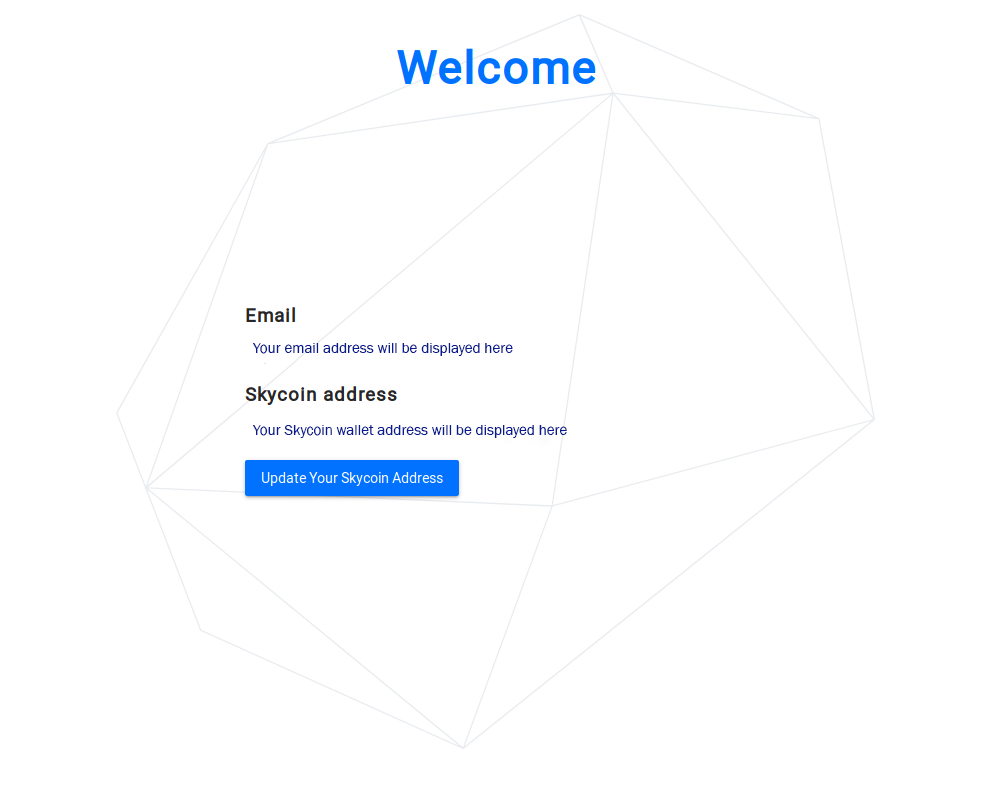 Welcome
Email
Your email address will be displayed here
Skycoin address
Your Skycoin wallet address will be displayed here
Update Your Skycoin Address